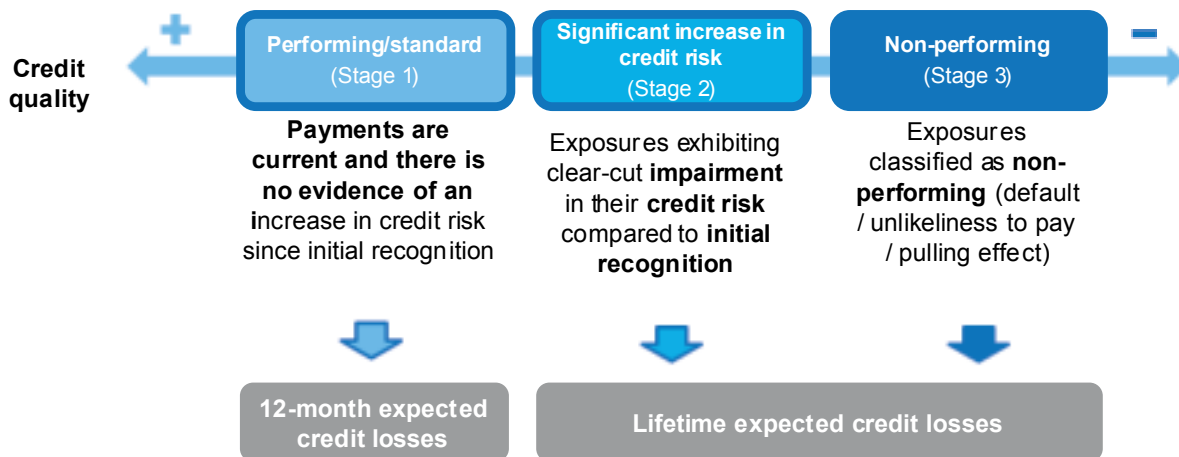 +
Credit
quality
Performing/standard
(Stage 1)
Significant increase in
credit risk
(Stage 2)
Non-performing
(Stage 3)
−
Payments are
current and there is
no evidence of an
increase in credit risk
since initial recognition
Exposures exhibiting
clear-cut impairment
in their credit risk
compared to initial
recognition
Exposures
classified as non-
performing (default
/ unlikeliness to pay
/ pulling effect)
12-month expected
credit losses
Lifetime expected credit losses